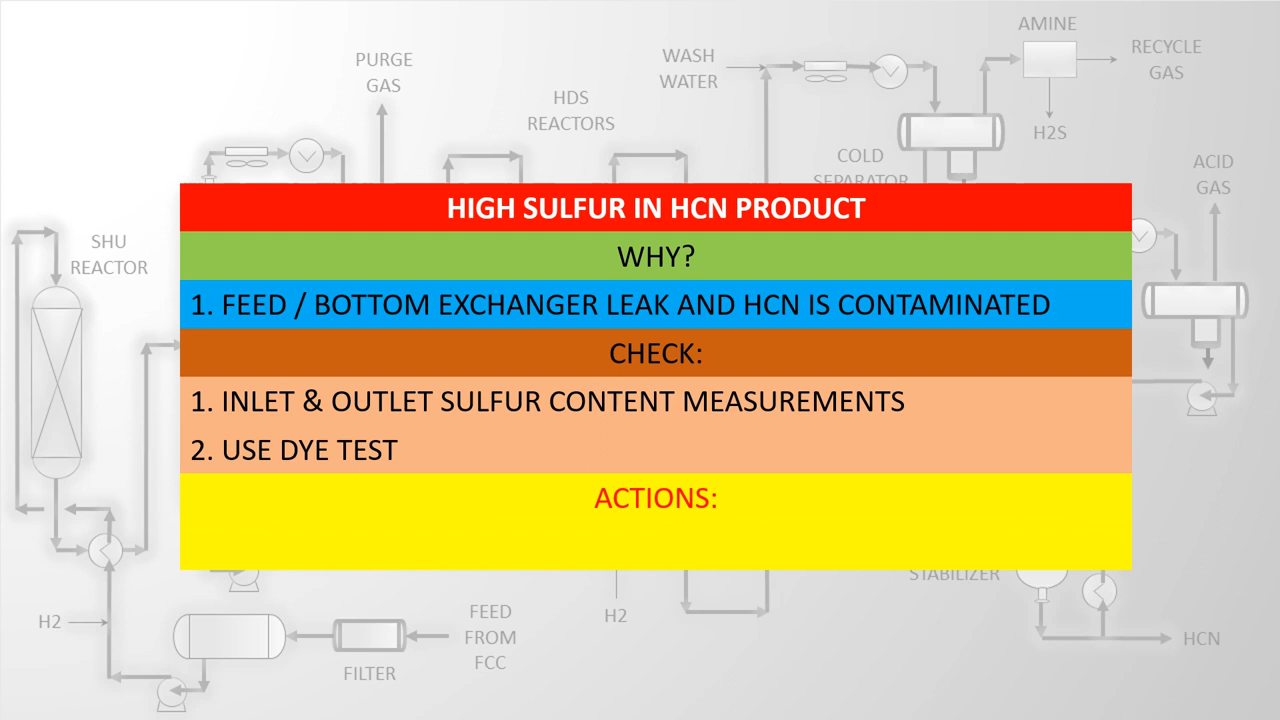 AMINE
PURGE
GAS
WASH
WATER
RECYCLE
GAS
HDS
REACTORS
H2S
COLD
SEPARATOR
ACID
GAS
SHU
REACTOR
HIGH SULFUR IN HCN PRODUCT
WHY?
1. FEED / BOTTOM EXCHANGER LEAK AND HCN IS CONTAMINATED
CHECK:
1. INLET & OUTLET SULFUR CONTENT MEASUREMENTS
2. USE DYE TEST
ACTIONS:
STABILIZER
H2
H2
FEED
FROM
FCC
FILTER
HCN